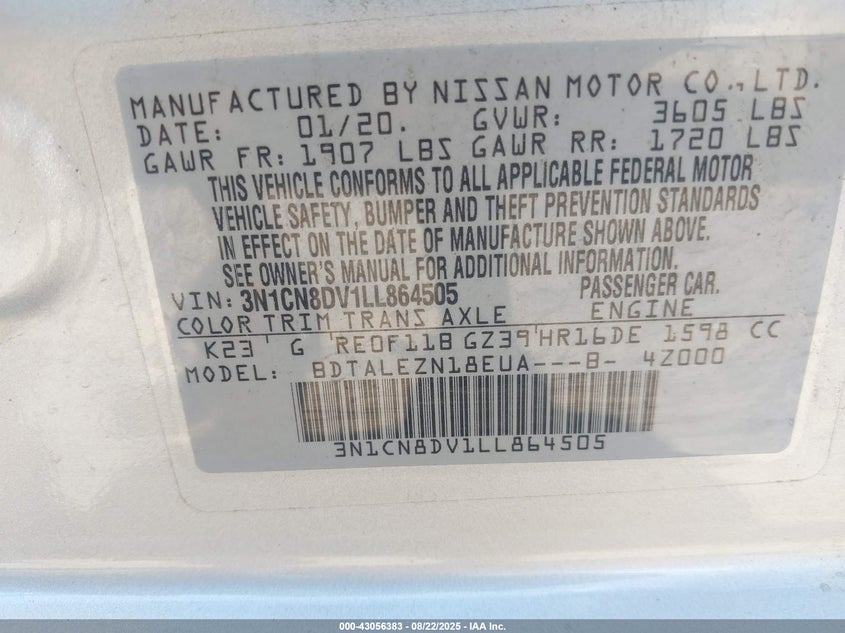 MANUFACTURED BY NISSAN MOTOR CO., LTD.
DATE: 01/20. GVWR: 3605 LBS
GAWR FR: 1907 LBS GAWR RR: 1720 LBS
THIS VEHICLE CONFORMS TO ALL APPLICABLE FEDERAL MOTOR
VEHICLE SAFETY, BUMPER AND THEFT PREVENTION STANDARDS
IN EFFECT ON THE DATE OF MANUFACTURE SHOWN ABOVE.
SEE OWNER'S MANUAL FOR ADDITIONAL INFORMATION.
VIN: 3N1CN8DV1LL864505 PASSENGER CAR.
COLOR TRIM TRANS AXLE ENGINE
K23 G RE0F11B GZ39 HR16DE 1598 CC
MODEL: BDTALEZN18EUA---B- 4Z000
3N1CN8DV1LL864505
000-43056383 - 08/22/2025 - IAA Inc.